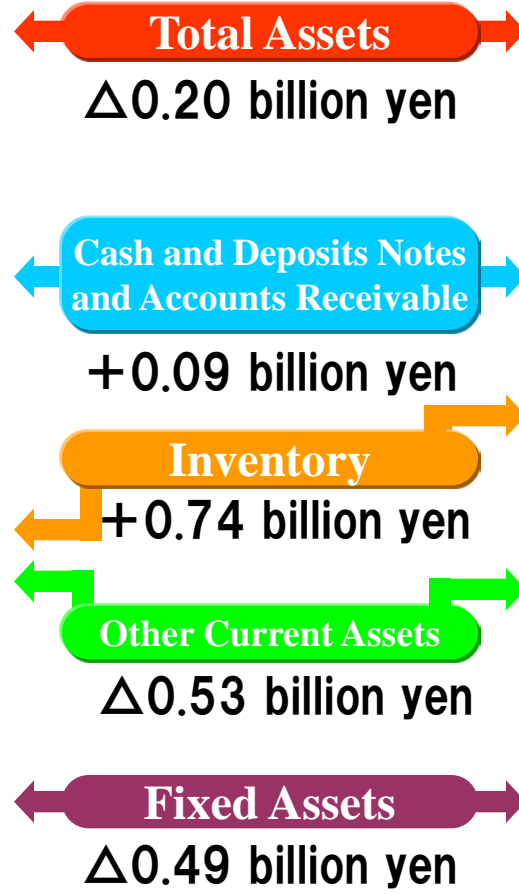 Total Assets
△0.20 billion yen
Cash and Deposits Notes
and Accounts Receivable
＋0.09 billion yen
Inventory
＋0.74 billion yen
Other Current Assets
△0.53 billion yen
Fixed Assets
△0.49 billion yen